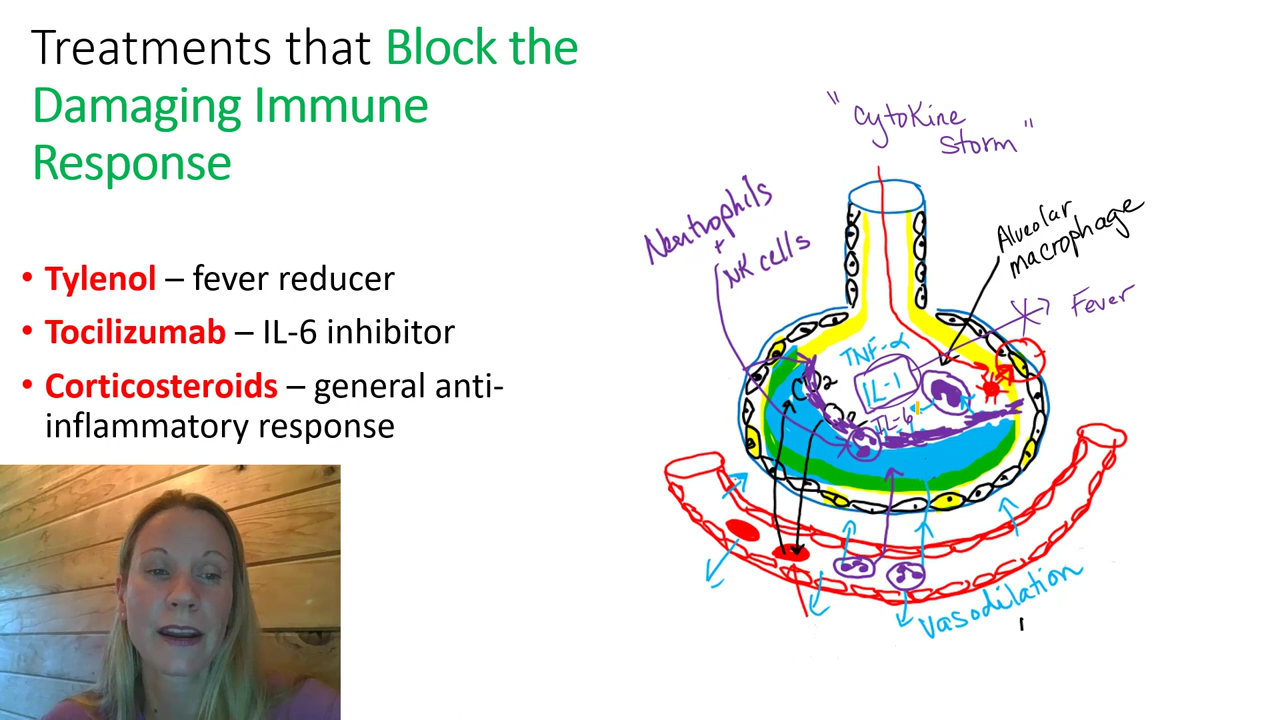 Treatments that Block the
Damaging Immune
Response
• Tylenol – fever reducer
• Tocilizumab – IL-6 inhibitor
• Corticosteroids – general anti-
inflammatory response
"Cytokine
storm"
Neutrophils
+
NK cells
Alveolar
macrophage
Fever
TNF-α
IL-1
CO2
IL-6
Vasodilation